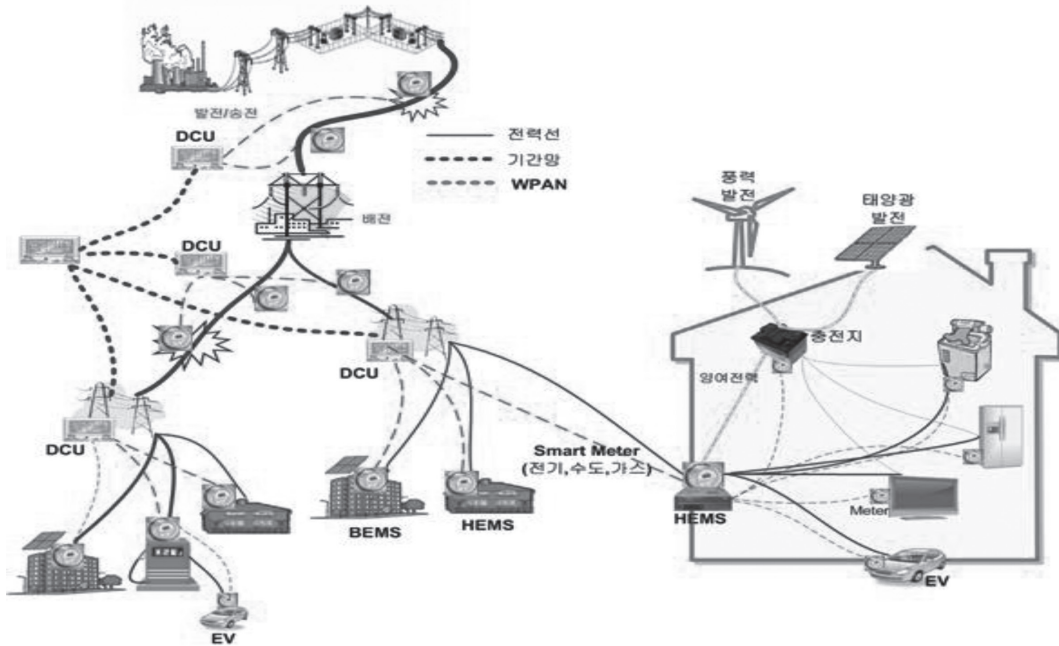 발전/송전
DCU
전력선
기간망
WPAN
배전
DCU
풍력
발전
태양광
발전
충전지
잉여전력
DCU
DCU
Smart Meter
(전기,수도,가스)
HEMS
Meter
BEMS
HEMS
EV
EV